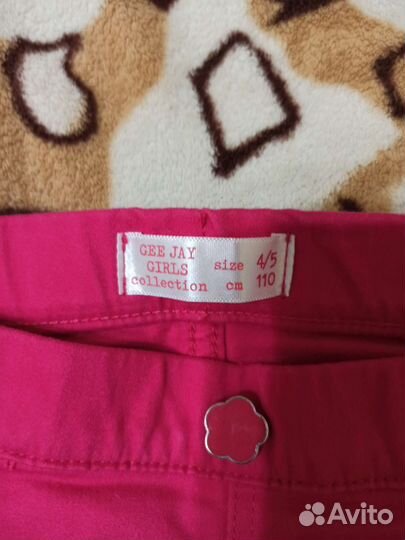 GEE JAY
GIRLS
collection
size 4/5
cm 110
Avito